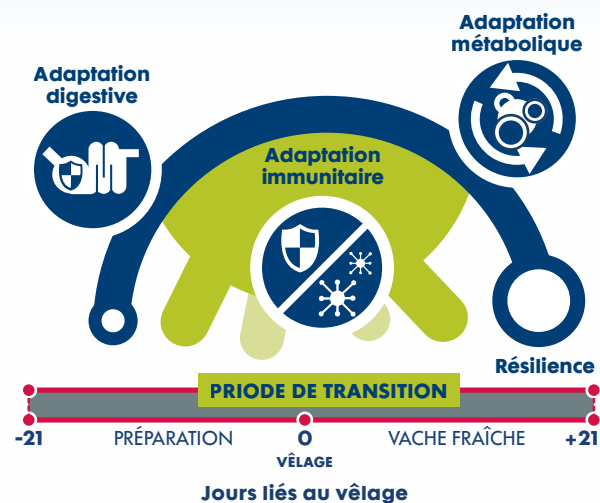 Adaptation
métabolique
Adaptation
digestive
Adaptation
immunitaire
Résilience
PRIODE DE TRANSITION
-21
PRÉPARATION
0
VACHE FRAÎCHE
+21
VÊLAGE
Jours liés au vêlage